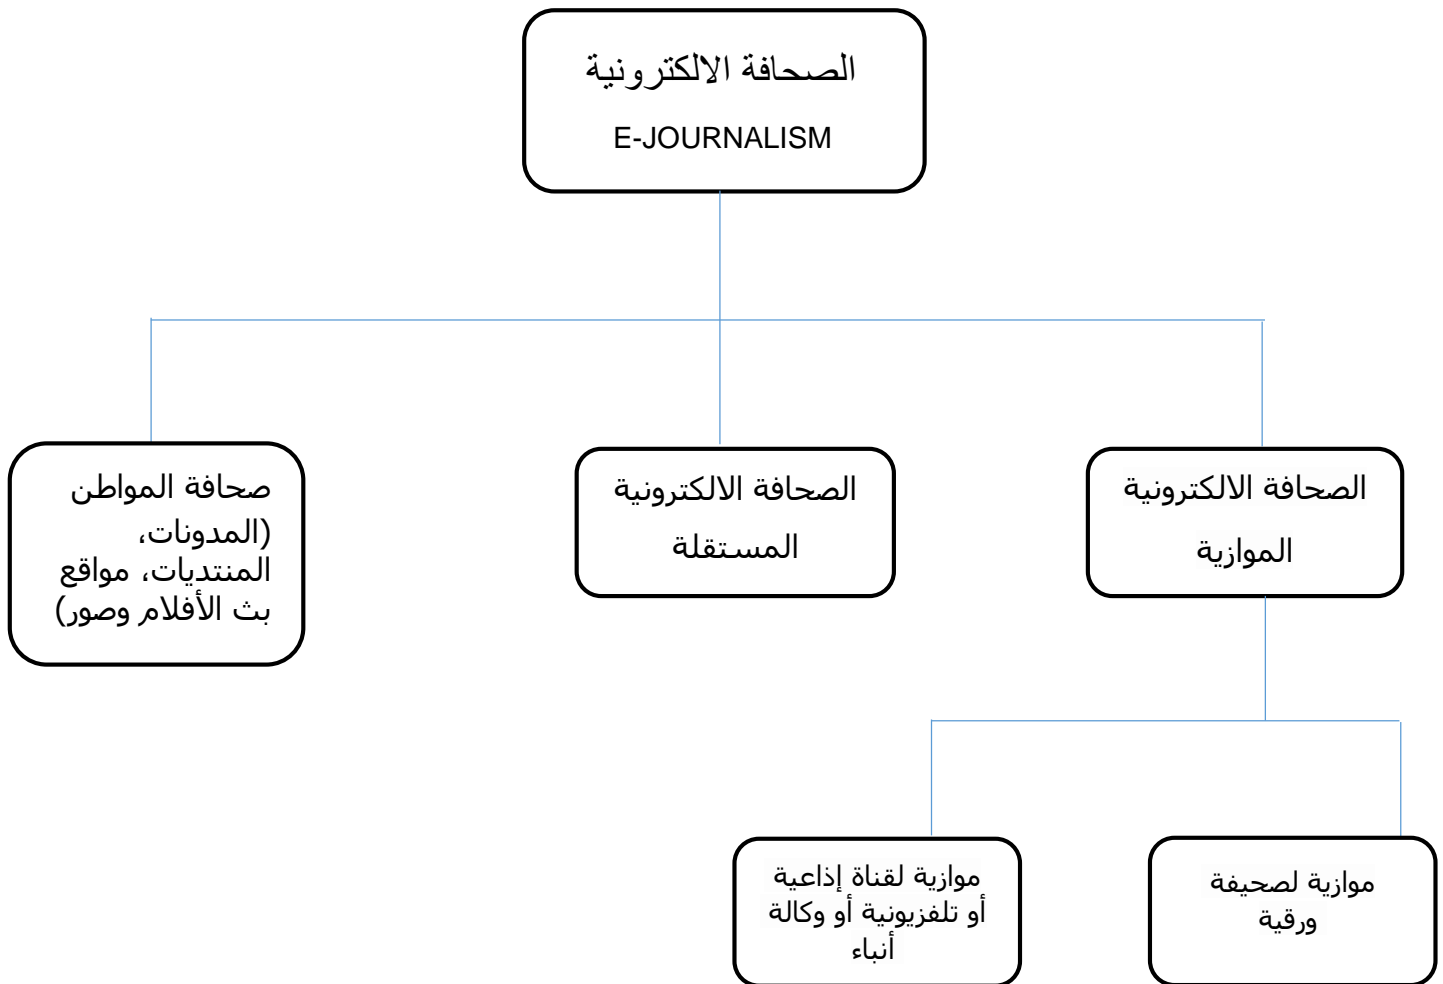 الصحافة الالكترونية
E-JOURNALISM
الصحافة الالكترونية
الموازية
الصحافة الالكترونية
المستقلة
صحافة المواطن
(المدونات،
المنتديات، مواقع
بث الأفلام وصور)
موازية لصحيفة
ورقية
موازية لقناة إذاعية
أو تلفزيونية أو وكالة
أنباء